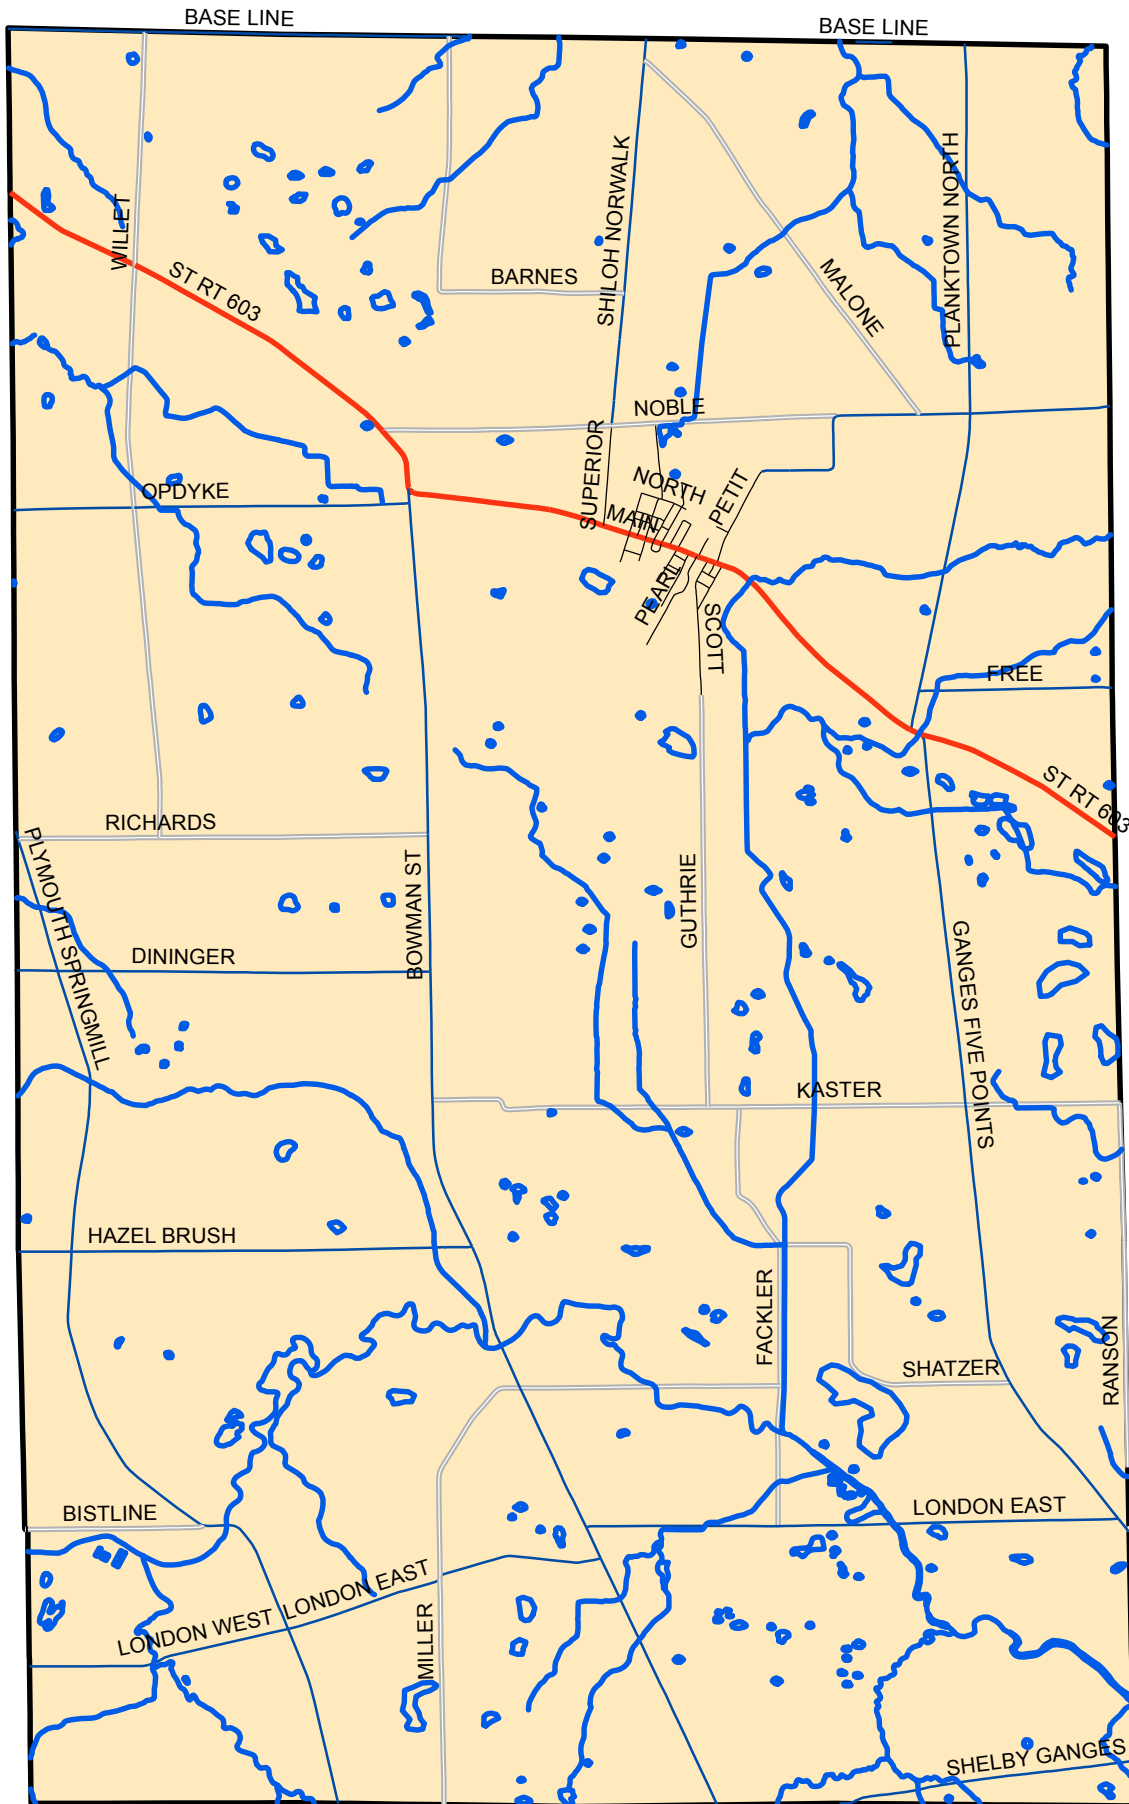 BASE LINE
BASE LINE
SHILOH NORWALK
PLANKTOWN NORTH
WILLET
ST RT 603
BARNES
MALONE
NOBLE
SUPERIOR
NORTH
PETIT
MAIN
OPDYKE
PEARL
SCOTT
FREE
ST RT 603
RICHARDS
PLYMOUTH SPRINGMILL
BOWMAN ST
GUTHRIE
DININGER
GANGES FIVE POINTS
KASTER
HAZEL BRUSH
FACKLER
SHATZER
RANSON
BISTLINE
LONDON EAST
LONDON WEST
LONDON EAST
MILLER
SHELBY GANGES